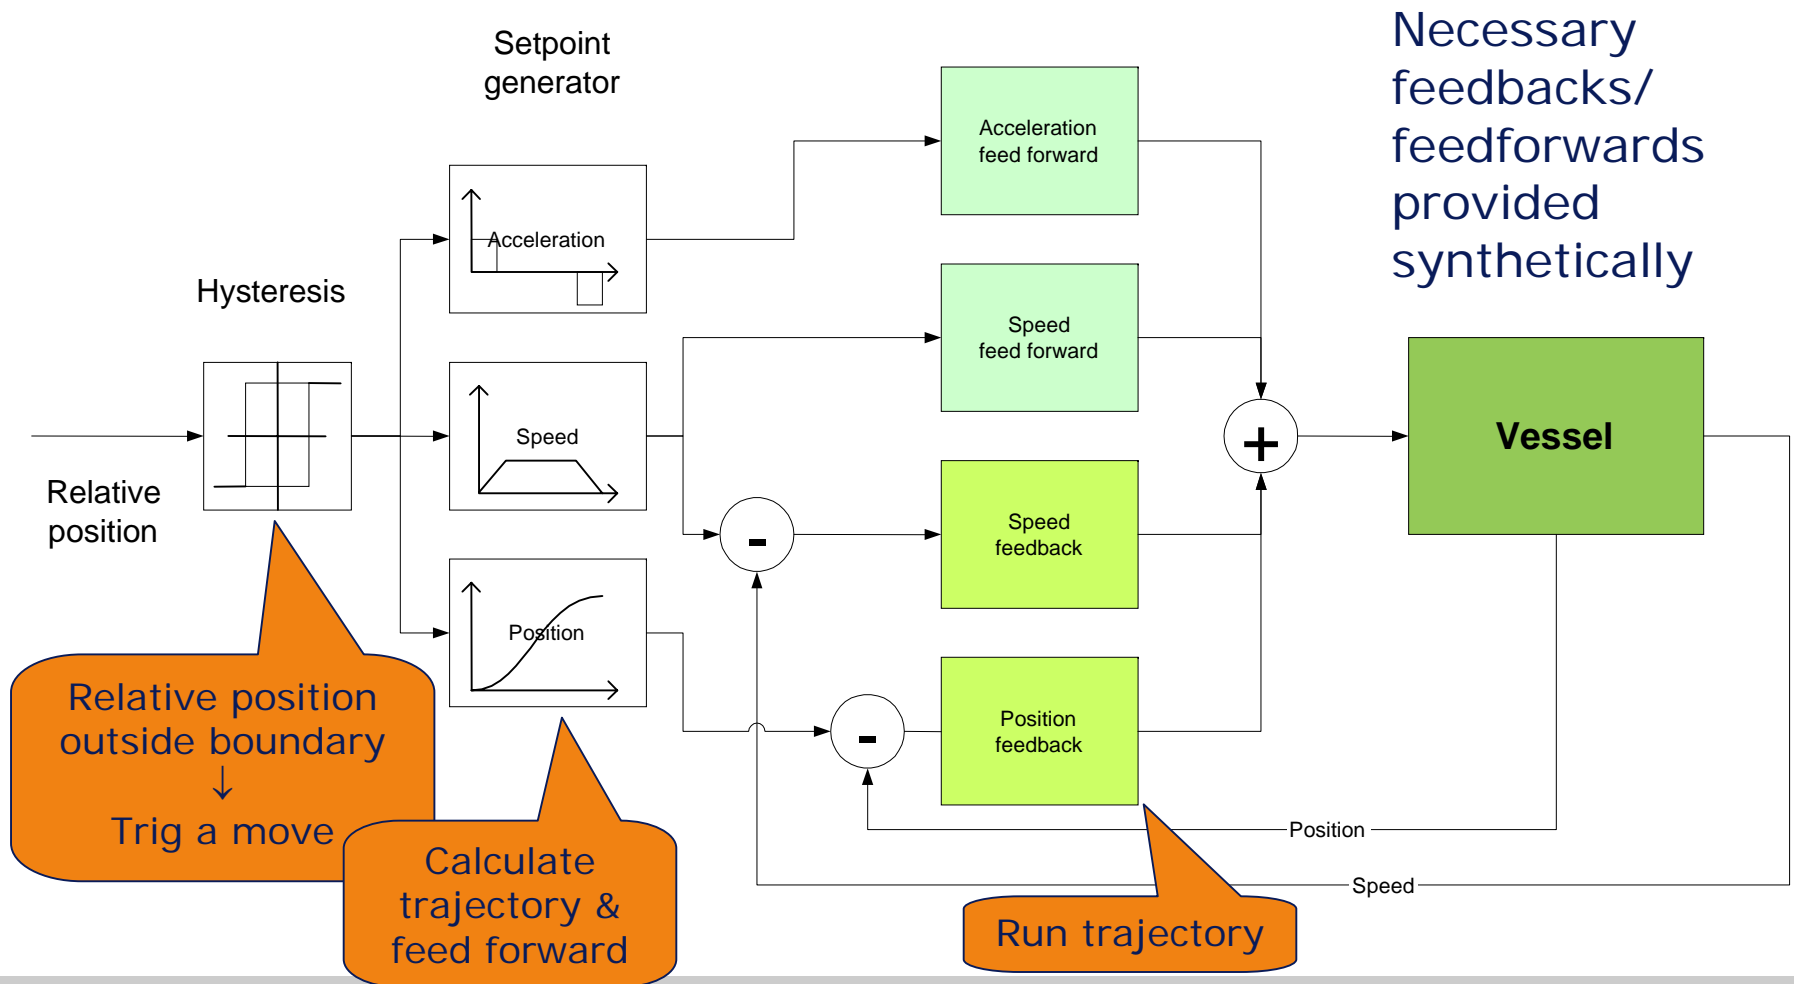 Setpoint
generator
Necessary
feedbacks/
feedforwards
provided
synthetically
Acceleration
feed forward
Acceleration
Hysteresis
Speed
feed forward
Speed
+
Vessel
Relative
position
-
Speed
feedback
Position
-
Position
feedback
Relative position
outside boundary
↓
Trig a move
Position
Calculate
trajectory &
feed forward
Speed
Run trajectory